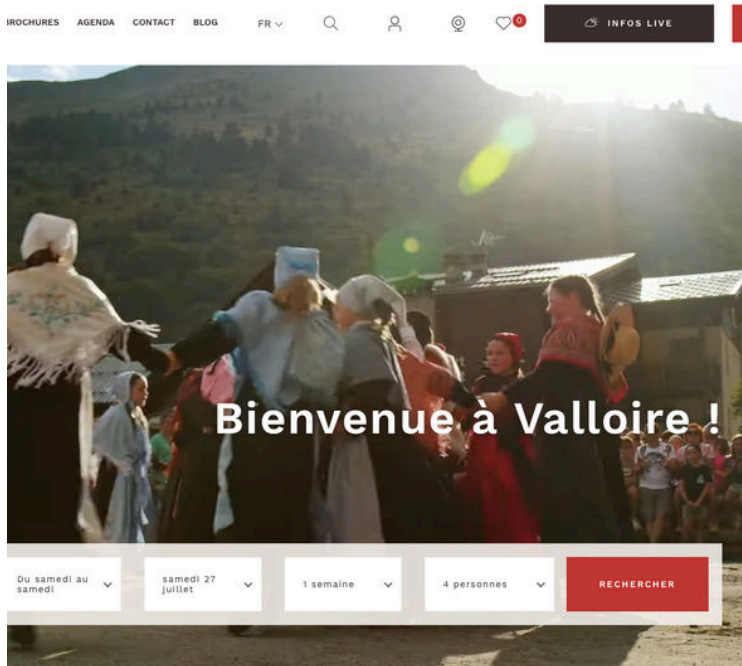 BROCHURES AGENDA CONTACT BLOG FR 0 INFOS LIVE
Bienvenue à Valloire !
Du samedi au
samedi
samedi 27
juillet
1 semaine
4 personnes
RECHERCHER